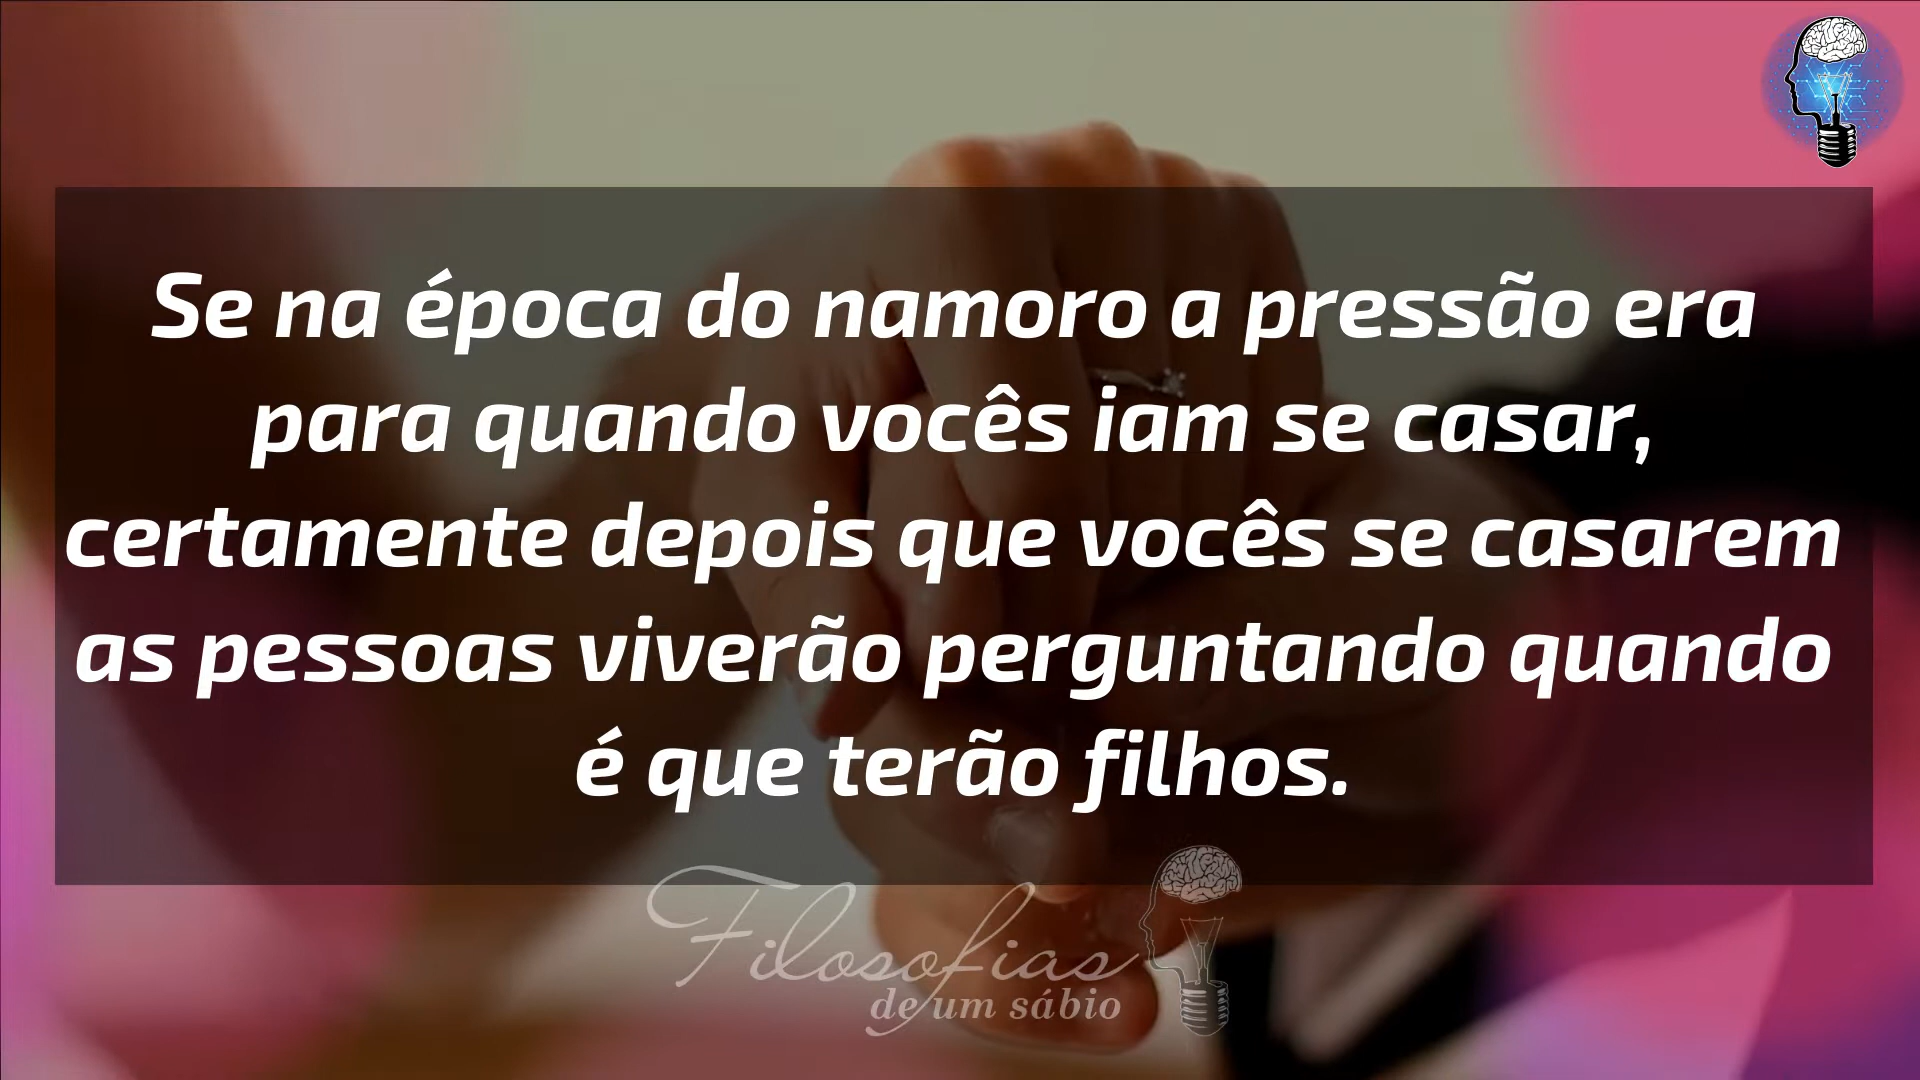 Se na época do namoro a pressão era
para quando vocês iam se casar,
certamente depois que vocês se casarem
as pessoas viverão perguntando quando
é que terão filhos.
Filosofias
de um sábio